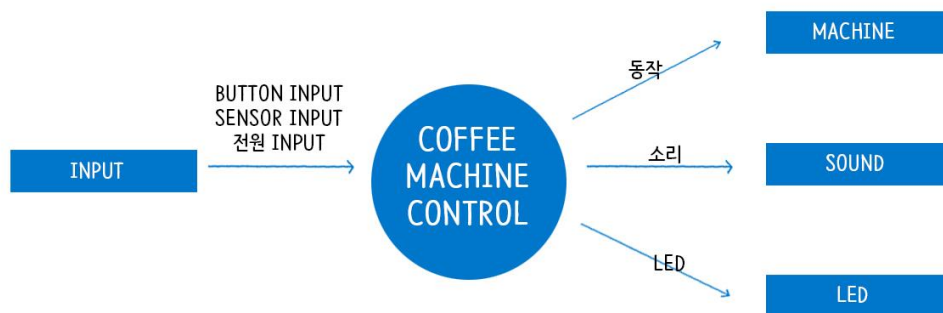 INPUT
BUTTON INPUT
SENSOR INPUT
전원 INPUT
COFFEE
MACHINE
CONTROL
동작
소리
LED
MACHINE
SOUND
LED